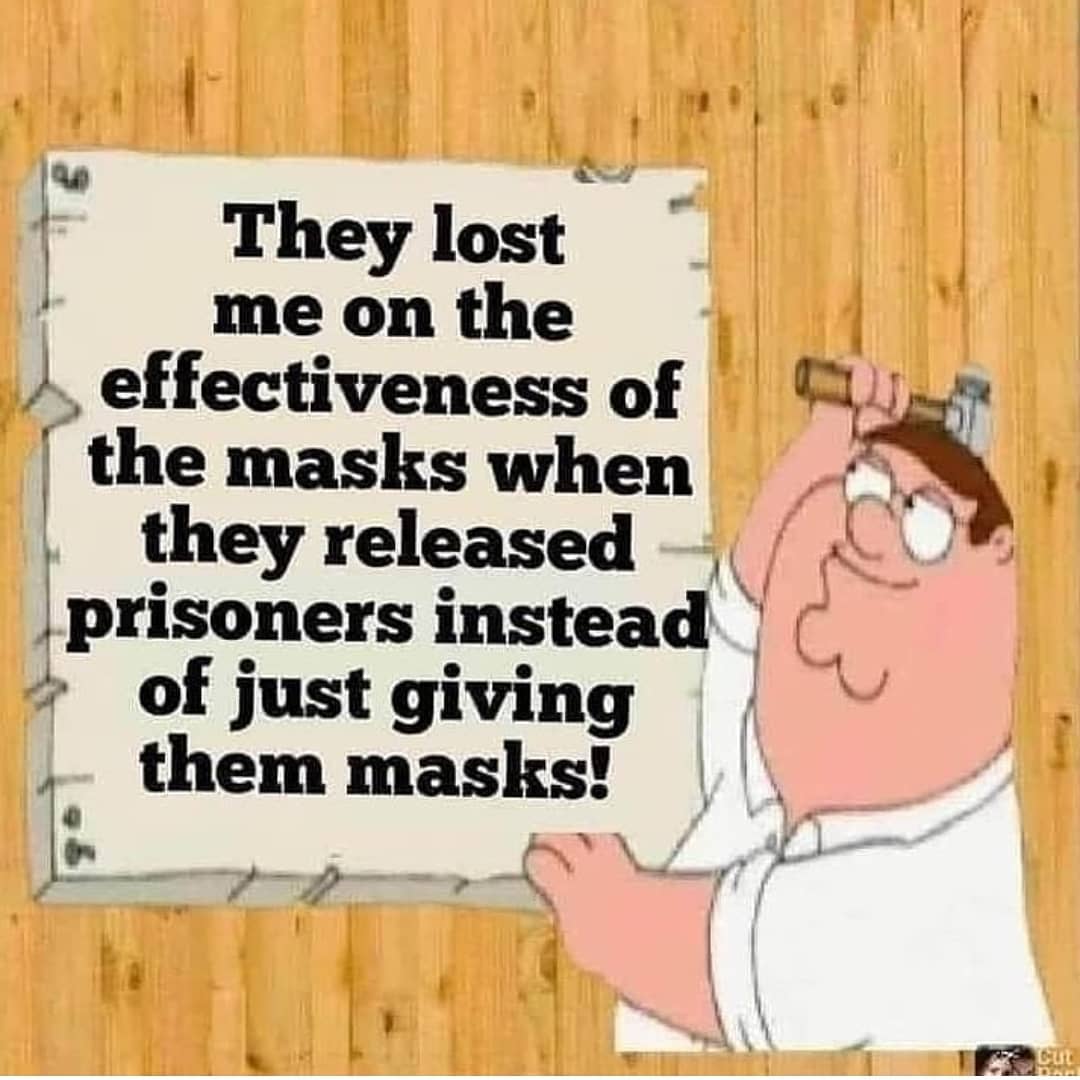 They lost
me on the
effectiveness of
the masks when
they released
prisoners instead
of just giving
them masks!
Cut